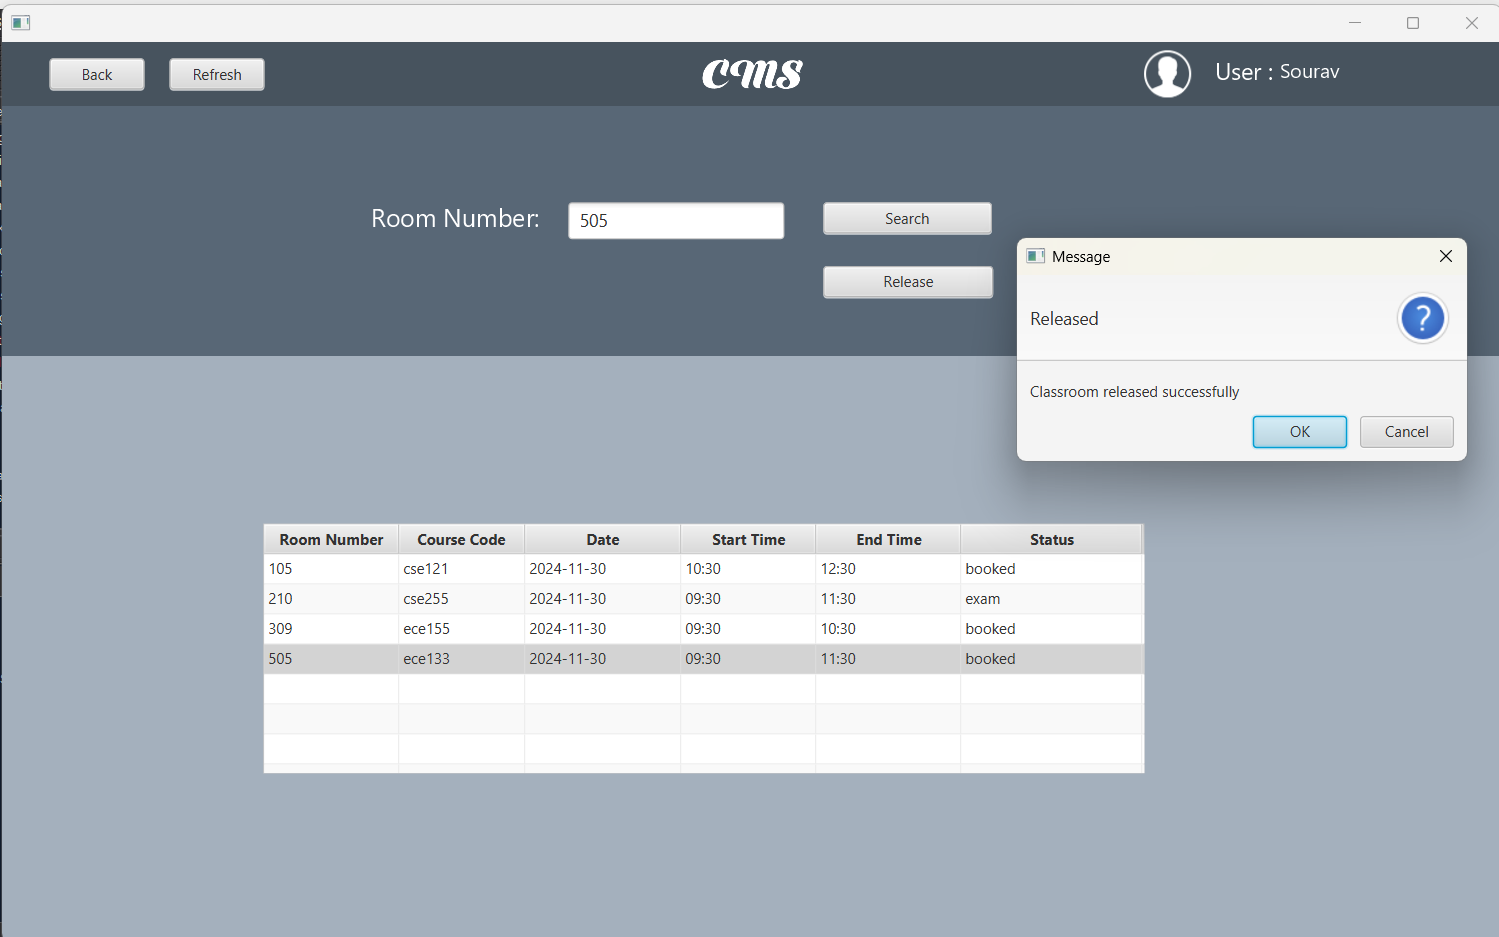 Back Refresh CMS User : Sourav
Room Number: 505 Search
Release
Message
Released
?
Classroom released successfully
OK Cancel
Room Number Course Code Date Start Time End Time Status
105 cse121 2024-11-30 10:30 12:30 booked
210 cse255 2024-11-30 09:30 11:30 exam
309 ece155 2024-11-30 09:30 10:30 booked
505 ece133 2024-11-30 09:30 11:30 booked